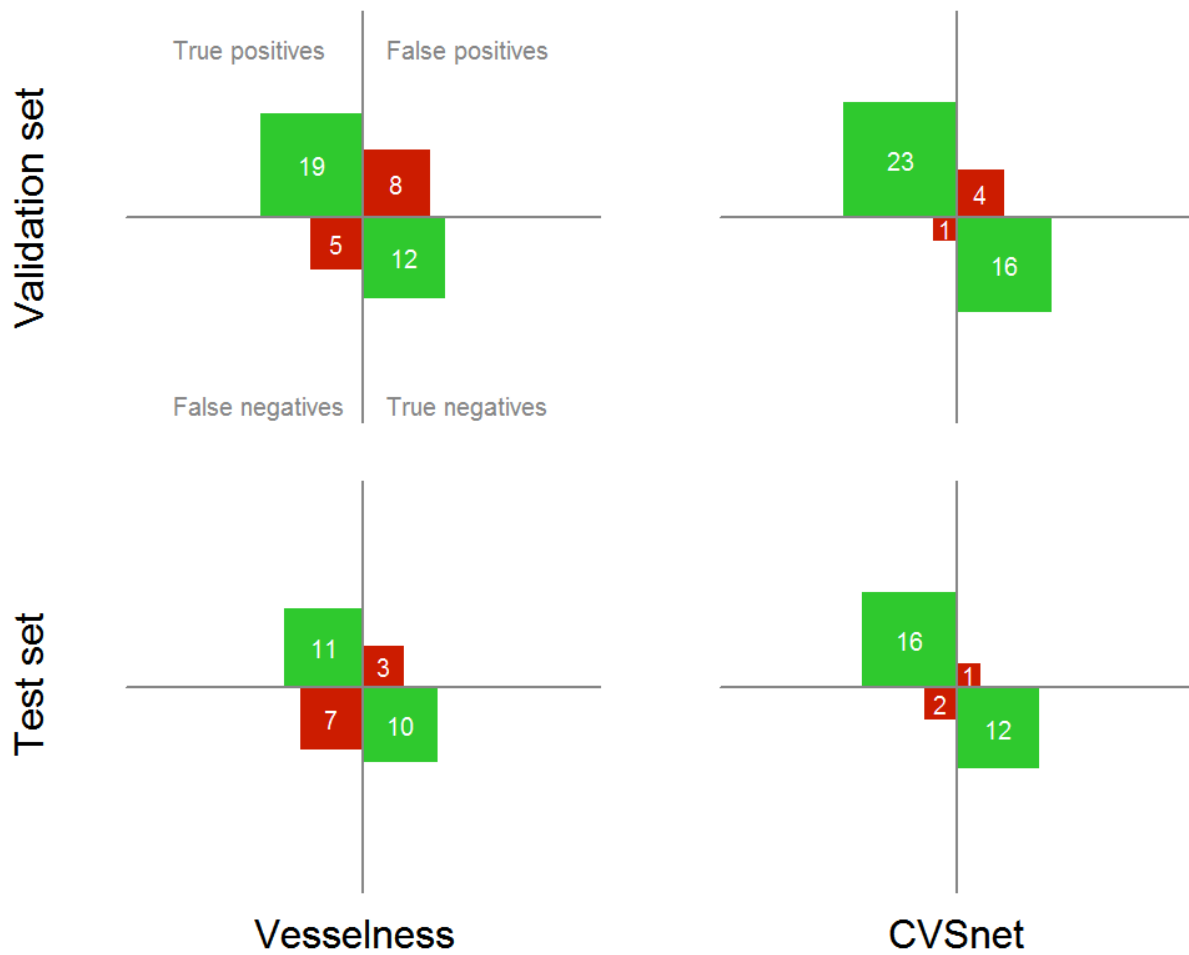 Validation set
True positives
False positives
19
8
5
12
False negatives
True negatives
23
4
1
16
Test set
11
3
7
10
16
1
2
12
Vesselness
CVSnet